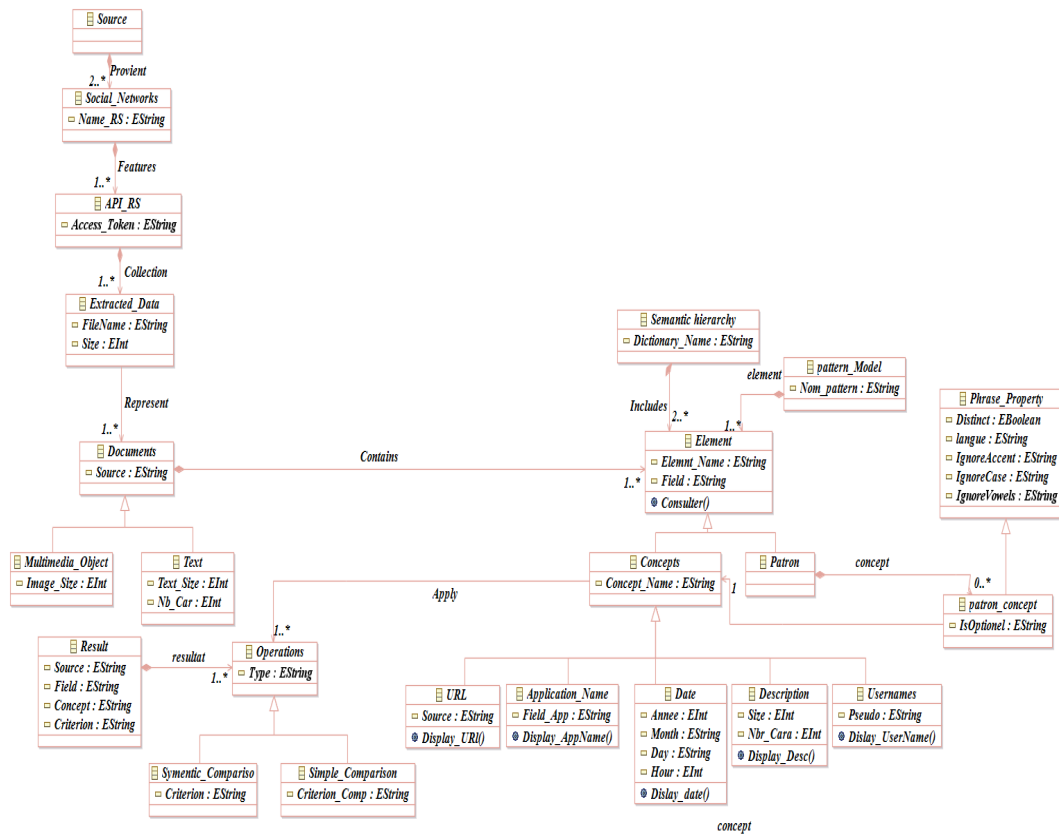 Source
Provient
2..*
Social_Networks
Name_RS : EString
Features
1..*
API_RS
Access_Token : EString
Collection
1..*
Extracted_Data
FileName : EString
Size : EInt
Represent
1..*
Documents
Source : EString
Contains
1..*
Multimedia_Object
Image_Size : EInt
Text
Text_Size : EInt
Nb_Car : EInt
Semantic hierarchy
Dictionary_Name : EString
Includes
2..*
pattern_Model
Nom_pattern : EString
element
1..*
Element
Elemnt_Name : EString
Field : EString
Consulter()
Phrase_Property
Distinct : EBoolean
langue : EString
IgnoreAccent : EString
IgnoreCase : EString
IgnoreVowels : EString
Concepts
Concept_Name : EString
Patron
concept
0..*
1
patron_concept
IsOptionel : EString
Apply
1..*
Result
Source : EString
Field : EString
Concept : EString
Criterion : EString
resultat
1..*
Operations
Type : EString
Symentic_Compariso
Criterion : EString
Simple_Comparison
Criterion_Comp : EString
URL
Source : EString
Display_URl()
Application_Name
Field_App : EString
Display_AppName()
Date
Annee : EInt
Month : EString
Day : EString
Hour : EInt
Dislay_date()
Description
Size : EInt
Nbr_Cara : EInt
Display_Desc()
Usernames
Pseudo : EString
Dislay_UserName()
concept